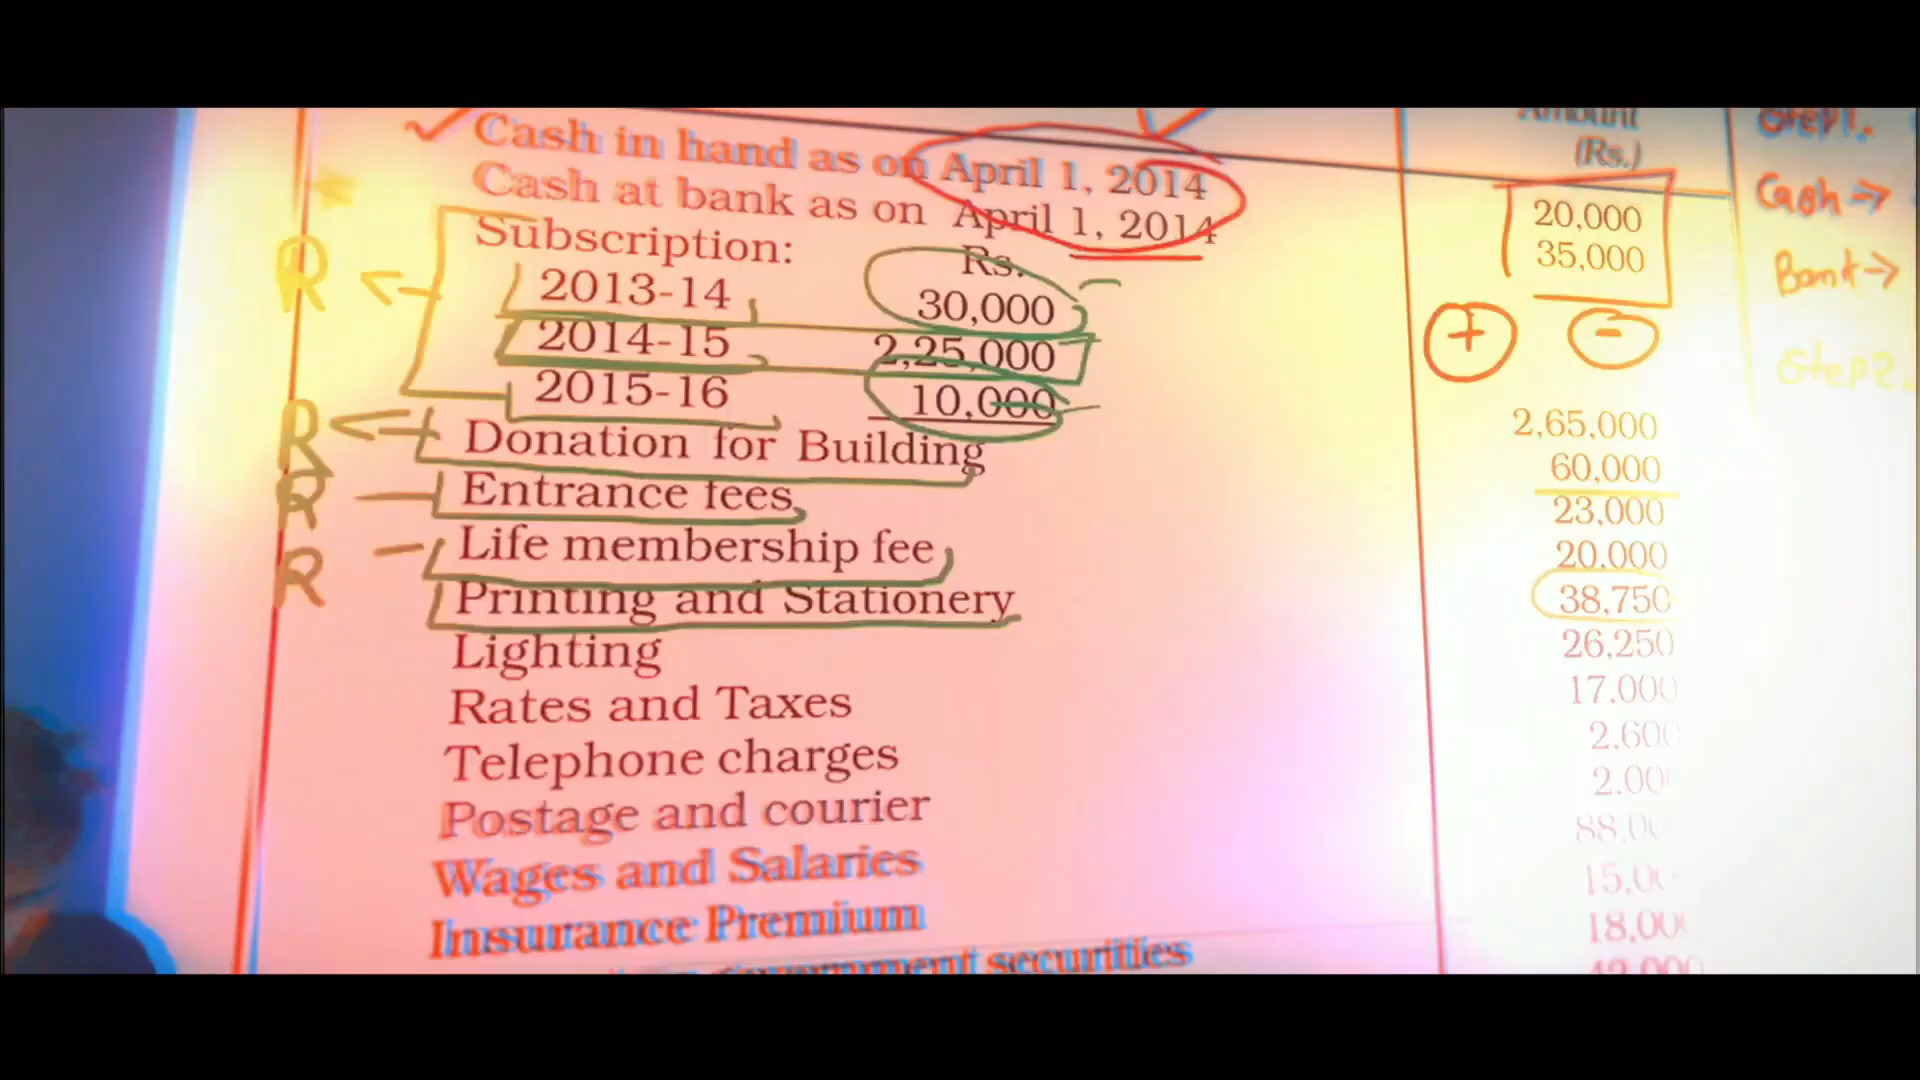 Amount
(Rs.)
Step1.
Cash in hand as on April 1, 2014 20,000
Cash →
Cash at bank as on April 1, 2014 35,000
Bank →
Subscription: Rs.
R 2013-14 30,000
+ -
2014-15 2,25,000
Step2.
2015-16 10,000 2,65,000
R Donation for Building 60,000
R Entrance fees 23,000
R Life membership fee 20,000
Printing and Stationery 38,750
Lighting 26,250
Rates and Taxes 17,000
Telephone charges
Postage and courier
Wages and Salaries
Insurance Premium
government securities